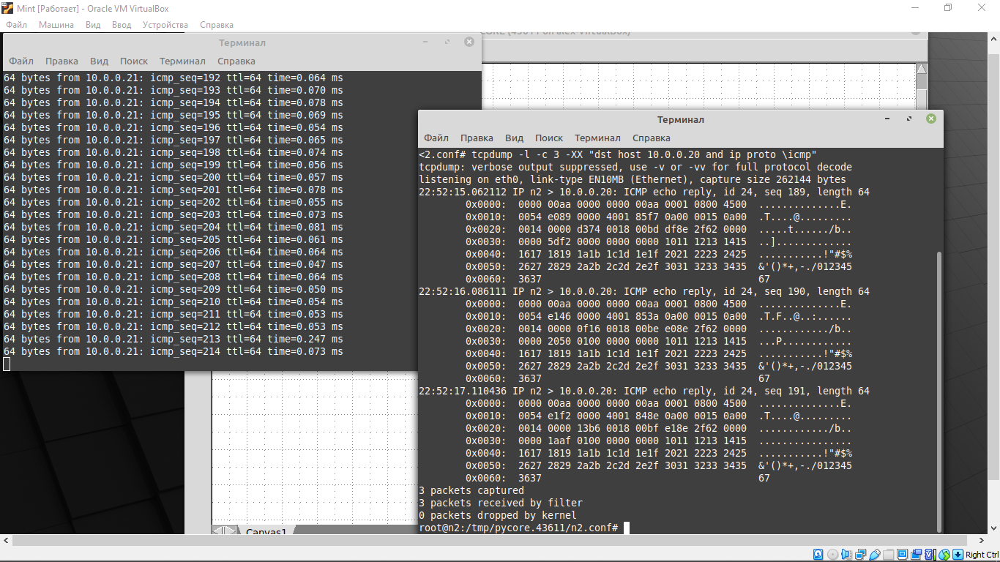 Mint [Работает] - Oracle VM VirtualBox
Файл Машина Вид Ввод Устройства Справка
Терминал
Файл Правка Вид Поиск Терминал Справка
64 bytes from 10.0.0.21: icmp_seq=192 ttl=64 time=0.064 ms
64 bytes from 10.0.0.21: icmp_seq=193 ttl=64 time=0.070 ms
64 bytes from 10.0.0.21: icmp_seq=194 ttl=64 time=0.078 ms
64 bytes from 10.0.0.21: icmp_seq=195 ttl=64 time=0.069 ms
64 bytes from 10.0.0.21: icmp_seq=196 ttl=64 time=0.054 ms
64 bytes from 10.0.0.21: icmp_seq=197 ttl=64 time=0.065 ms
64 bytes from 10.0.0.21: icmp_seq=198 ttl=64 time=0.074 ms
64 bytes from 10.0.0.21: icmp_seq=199 ttl=64 time=0.056 ms
64 bytes from 10.0.0.21: icmp_seq=200 ttl=64 time=0.057 ms
64 bytes from 10.0.0.21: icmp_seq=201 ttl=64 time=0.078 ms
64 bytes from 10.0.0.21: icmp_seq=202 ttl=64 time=0.055 ms
64 bytes from 10.0.0.21: icmp_seq=203 ttl=64 time=0.073 ms
64 bytes from 10.0.0.21: icmp_seq=204 ttl=64 time=0.081 ms
64 bytes from 10.0.0.21: icmp_seq=205 ttl=64 time=0.061 ms
64 bytes from 10.0.0.21: icmp_seq=206 ttl=64 time=0.064 ms
64 bytes from 10.0.0.21: icmp_seq=207 ttl=64 time=0.047 ms
64 bytes from 10.0.0.21: icmp_seq=208 ttl=64 time=0.064 ms
64 bytes from 10.0.0.21: icmp_seq=209 ttl=64 time=0.050 ms
64 bytes from 10.0.0.21: icmp_seq=210 ttl=64 time=0.054 ms
64 bytes from 10.0.0.21: icmp_seq=211 ttl=64 time=0.053 ms
64 bytes from 10.0.0.21: icmp_seq=212 ttl=64 time=0.053 ms
64 bytes from 10.0.0.21: icmp_seq=213 ttl=64 time=0.247 ms
64 bytes from 10.0.0.21: icmp_seq=214 ttl=64 time=0.073 ms
Терминал
Файл Правка Вид Поиск Терминал Справка
<2.conf# tcpdump -l -c 3 -XX "dst host 10.0.0.20 and ip proto \icmp"
tcpdump: verbose output suppressed, use -v or -vv for full protocol decode
listening on eth0, link-type EN10MB (Ethernet), capture size 262144 bytes
22:52:15.062112 IP n2 > 10.0.0.20: ICMP echo reply, id 24, seq 189, length 64
0x0000: 0000 00aa 0000 0000 00aa 0001 0800 4500 ..............E.
0x0010: 0054 e089 0000 4001 85f7 0a00 0015 0a00 .T....@.........
0x0020: 0014 0000 d374 0018 00bd df8e 2f62 0000 .....t....../b..
0x0030: 0000 5df2 0000 0000 0000 1011 1213 1415 ..].............
0x0040: 1617 1819 1a1b 1c1d 1e1f 2021 2223 2425 ...........!"#$%
0x0050: 2627 2829 2a2b 2c2d 2e2f 3031 3233 3435 &'()*+,-./012345
0x0060: 3637 67
22:52:16.086111 IP n2 > 10.0.0.20: ICMP echo reply, id 24, seq 190, length 64
0x0000: 0000 00aa 0000 0000 00aa 0001 0800 4500 ..............E.
0x0010: 0054 e146 0000 4001 853a 0a00 0015 0a00 .T.F..@..:......
0x0020: 0014 0000 0f16 0018 00be e08e 2f62 0000 ............/b..
0x0030: 0000 2050 0100 0000 0000 1011 1213 1415 ...P............
0x0040: 1617 1819 1a1b 1c1d 1e1f 2021 2223 2425 ...........!"#$%
0x0050: 2627 2829 2a2b 2c2d 2e2f 3031 3233 3435 &'()*+,-./012345
0x0060: 3637 67
22:52:17.110436 IP n2 > 10.0.0.20: ICMP echo reply, id 24, seq 191, length 64
0x0000: 0000 00aa 0000 0000 00aa 0001 0800 4500 ..............E.
0x0010: 0054 e1f2 0000 4001 848e 0a00 0015 0a00 .T....@.........
0x0020: 0014 0000 13b6 0018 00bf e18e 2f62 0000 ............/b..
0x0030: 0000 1aaf 0100 0000 0000 1011 1213 1415 ................
0x0040: 1617 1819 1a1b 1c1d 1e1f 2021 2223 2425 ...........!"#$%
0x0050: 2627 2829 2a2b 2c2d 2e2f 3031 3233 3435 &'()*+,-./012345
0x0060: 3637 67
3 packets captured
3 packets received by filter
0 packets dropped by kernel
root@n2:/tmp/pycore.43611/n2.conf#
Canvas1
Right Ctrl